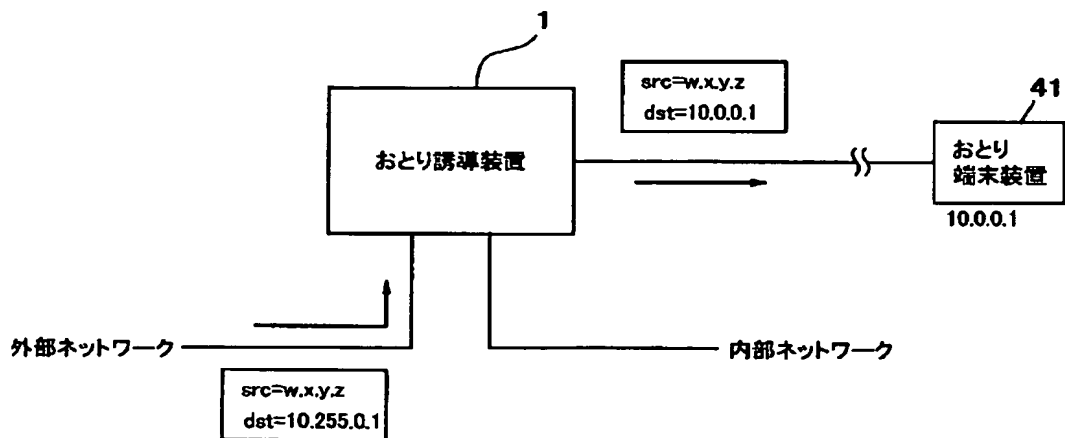 1
src=w.x.y.z
dst=10.0.0.1
41
おとり誘導装置
おとり
端末装置
10.0.0.1
外部ネットワーク
内部ネットワーク
src=w.x.y.z
dst=10.255.0.1